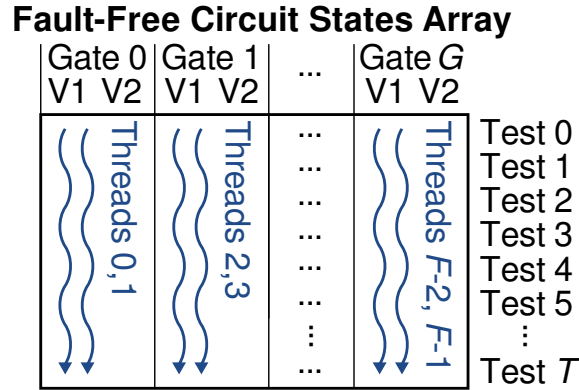 Fault-Free Circuit States Array
Gate 0 Gate 1 ... Gate G
V1 V2 V1 V2 V1 V2
Threads 0,1
Threads 2,3
Threads F-2, F-1
... Test 0
... Test 1
... Test 2
... Test 3
... Test 4
... Test 5
⋮ ⋮
... Test T